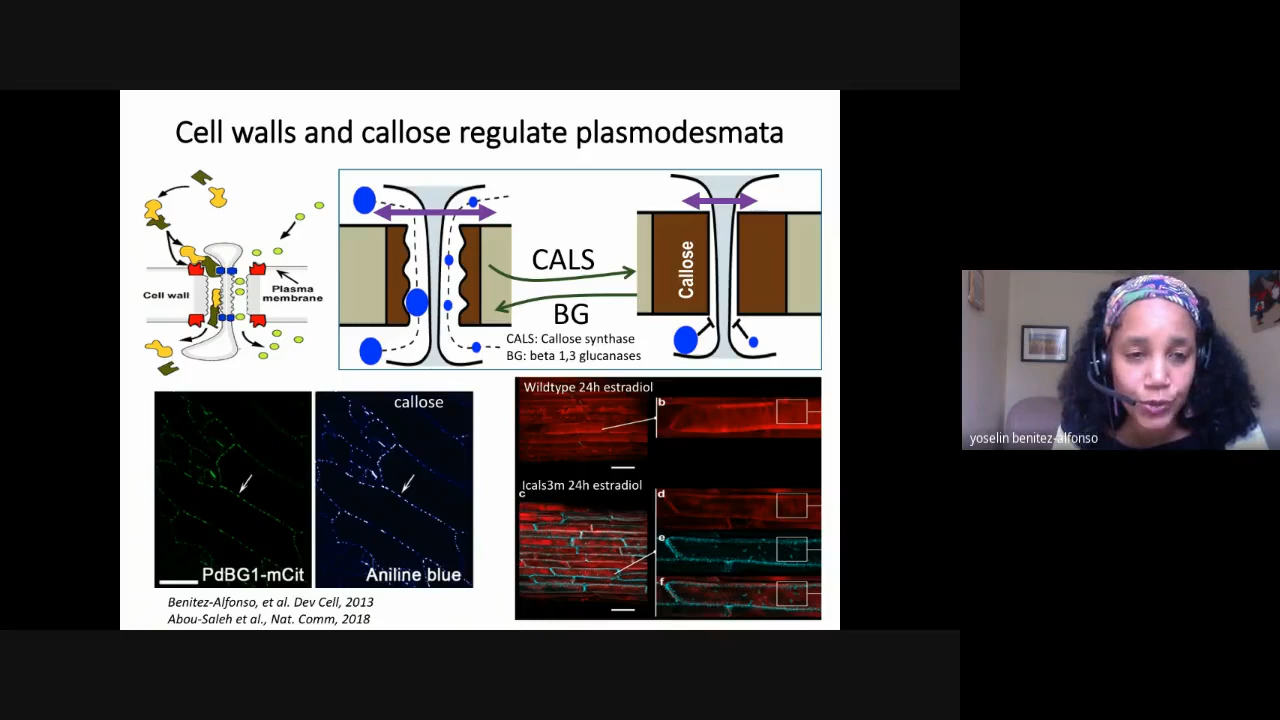 Cell walls and callose regulate plasmodesmata
Cell wall
Plasma
membrane
CALS
BG
CALS: Callose synthase
BG: beta 1,3 glucanases
Callose
callose
PdBG1-mCit
Aniline blue
Wildtype 24h estradiol
b
Icals3m 24h estradiol
c
d
e
f
Benitez-Alfonso, et al. Dev Cell, 2013
Abou-Saleh et al., Nat. Comm, 2018
yoselin benitez-alfonso